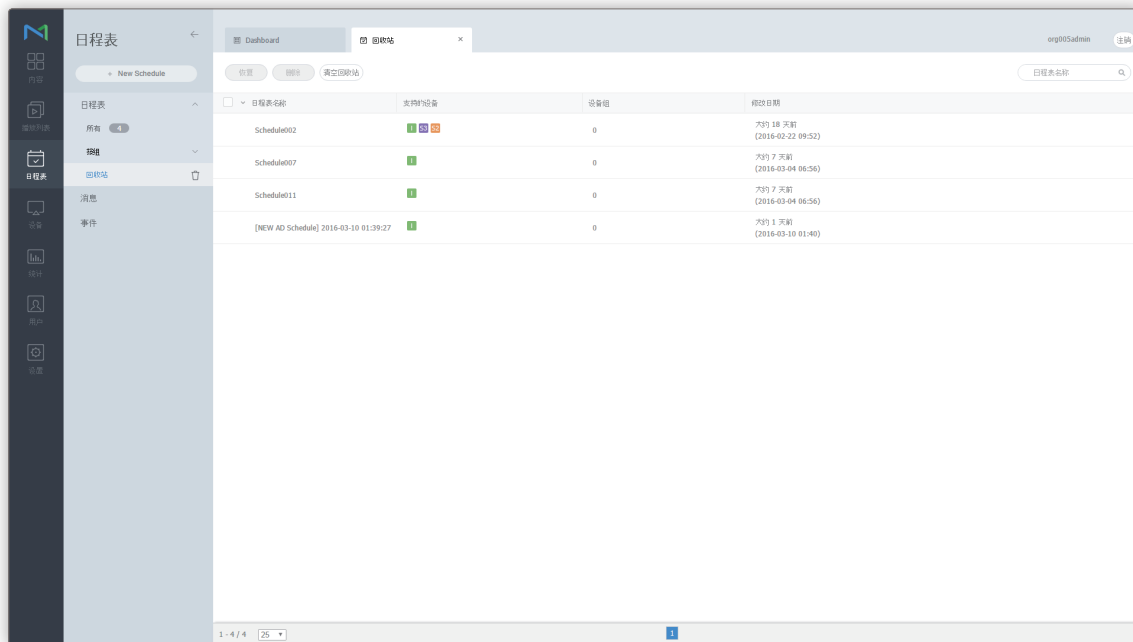 日程表
←
Dashboard
回收站
×
org005admin
注销
内容
播放列表
日程表
设备
统计
用户
设置
+ New Schedule
日程表
所有 4
按组
回收站
消息
事件
恢复
删除
清空回收站
日程表名称
日程表名称
支持的设备
设备组
修改日期
Schedule002
I S3 S2
0
大约 18 天前
(2016-02-22 09:52)
Schedule007
I
0
大约 7 天前
(2016-03-04 06:56)
Schedule011
I
0
大约 7 天前
(2016-03-04 06:56)
[NEW AD Schedule] 2016-03-10 01:39:27
I
0
大约 1 天前
(2016-03-10 01:40)
1 - 4 / 4
25
1